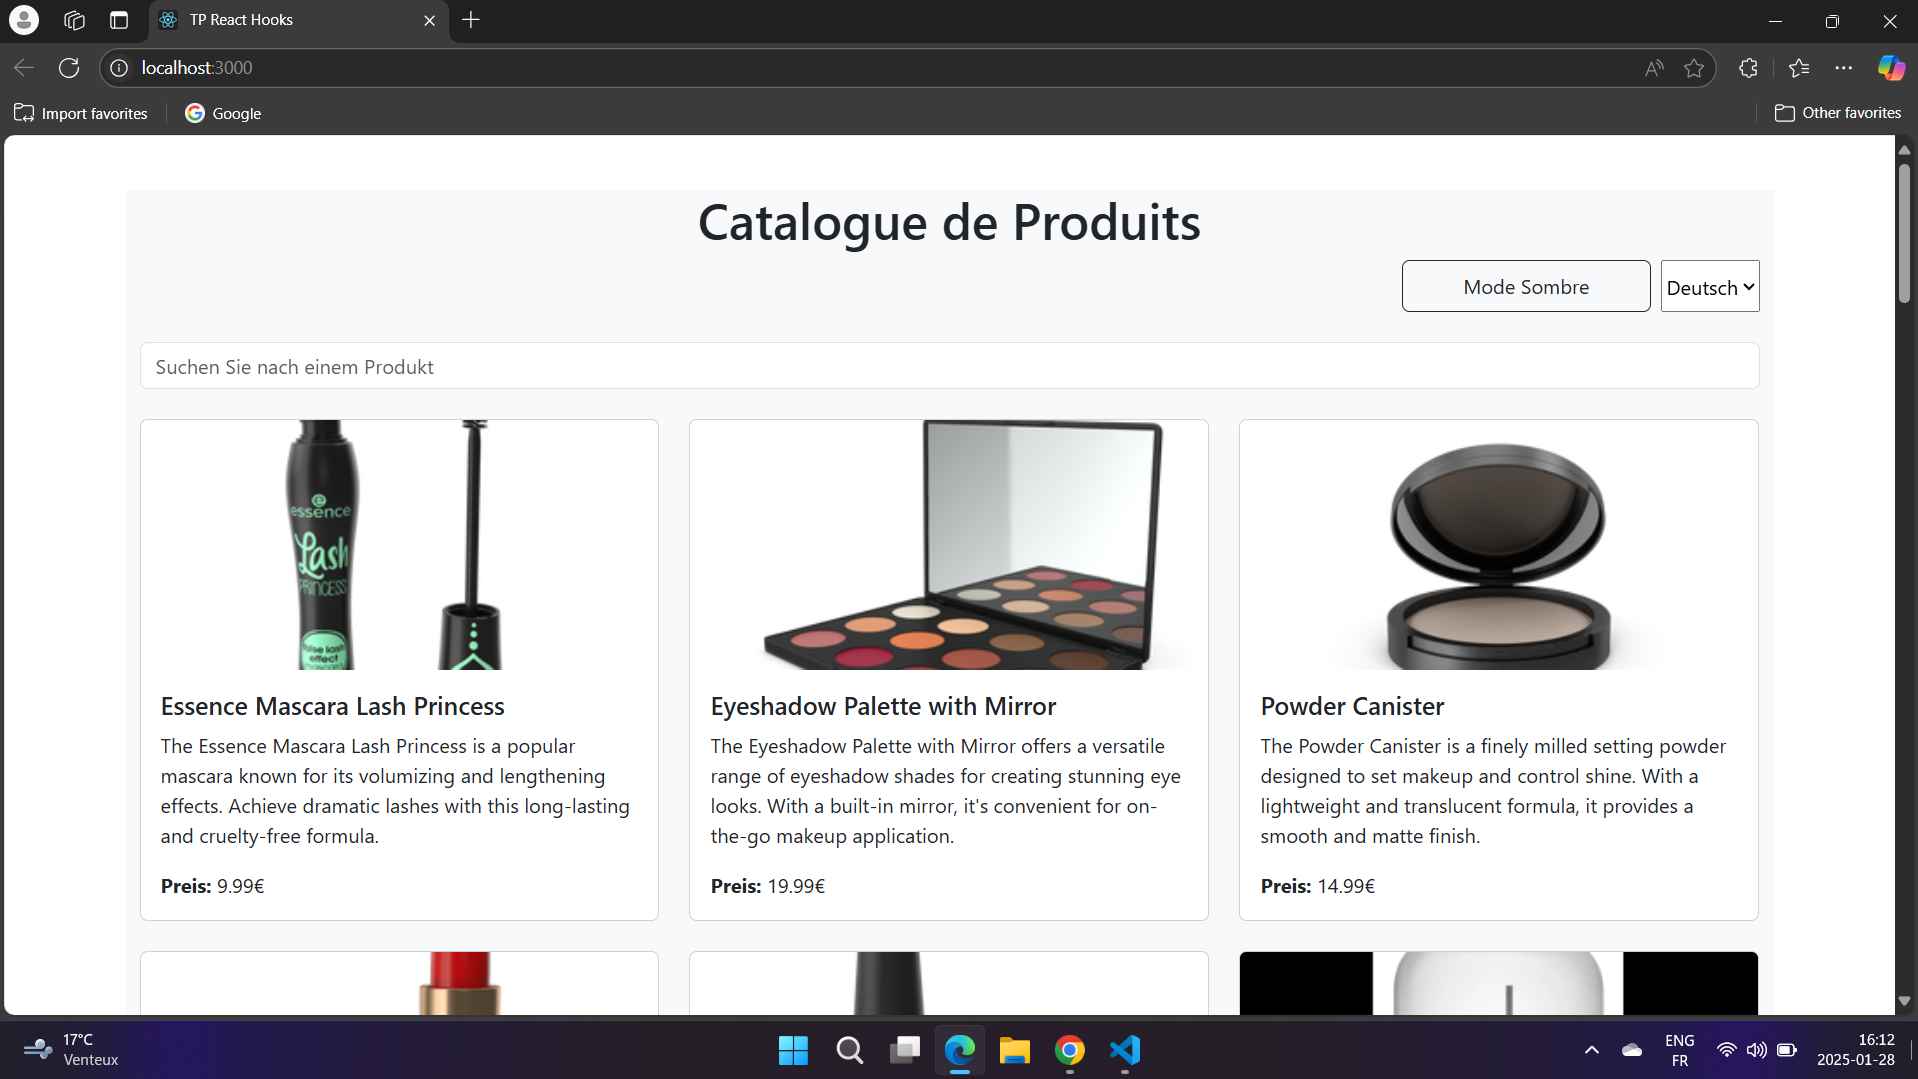 TP React Hooks
localhost:3000
Import favorites
Google
Other favorites
Catalogue de Produits
Mode Sombre
Deutsch
Suchen Sie nach einem Produkt
essence
Lash
PRINCESS
false lash
effect
Essence Mascara Lash Princess
The Essence Mascara Lash Princess is a popular
mascara known for its volumizing and lengthening
effects. Achieve dramatic lashes with this long-lasting
and cruelty-free formula.
Preis: 9.99€
Eyeshadow Palette with Mirror
The Eyeshadow Palette with Mirror offers a versatile
range of eyeshadow shades for creating stunning eye
looks. With a built-in mirror, it's convenient for on-
the-go makeup application.
Preis: 19.99€
Powder Canister
The Powder Canister is a finely milled setting powder
designed to set makeup and control shine. With a
lightweight and translucent formula, it provides a
smooth and matte finish.
Preis: 14.99€
17°C
Venteux
ENG
FR
16:12
2025-01-28